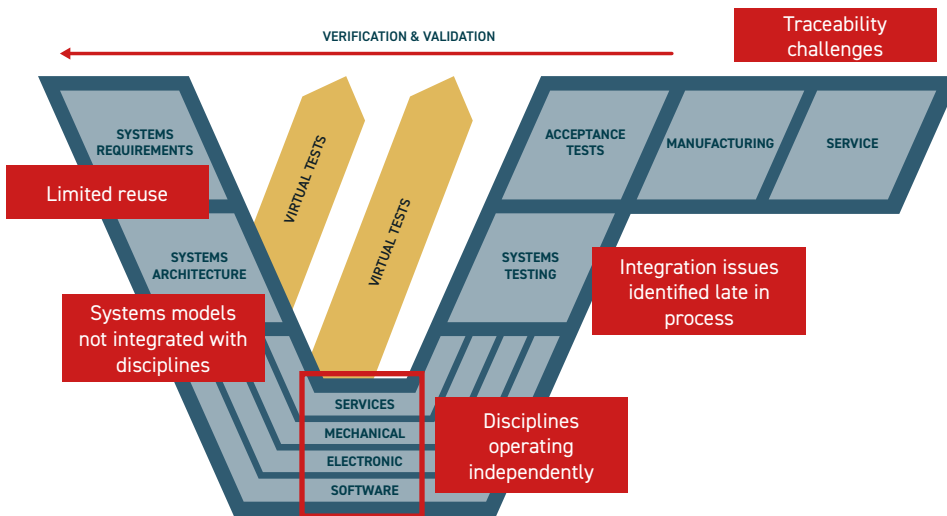 VERIFICATION & VALIDATION
Traceability
challenges
SYSTEMS
REQUIREMENTS
VIRTUAL TESTS
VIRTUAL TESTS
ACCEPTANCE
TESTS
MANUFACTURING
SERVICE
Limited reuse
SYSTEMS
ARCHITECTURE
SYSTEMS
TESTING
Integration issues
identified late in
process
Systems models
not integrated with
disciplines
SERVICES
MECHANICAL
ELECTRONIC
SOFTWARE
Disciplines
operating
independently